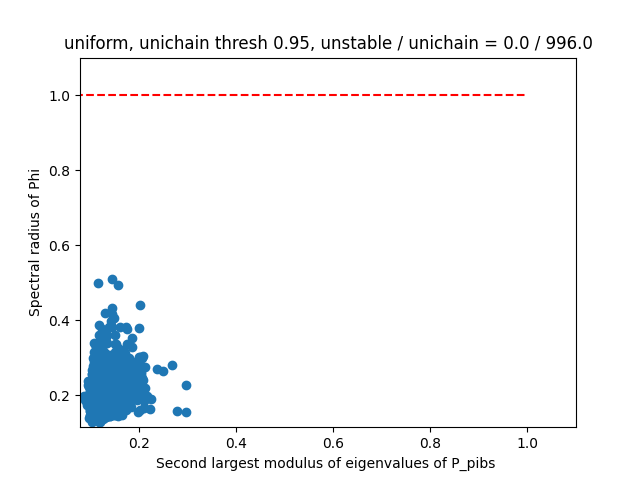 uniform, unichain thresh 0.95, unstable / unichain = 0.0 / 996.0
1.0
0.8
0.6
0.4
0.2
Spectral radius of Phi
0.2 0.4 0.6 0.8 1.0
Second largest modulus of eigenvalues of P_pibs